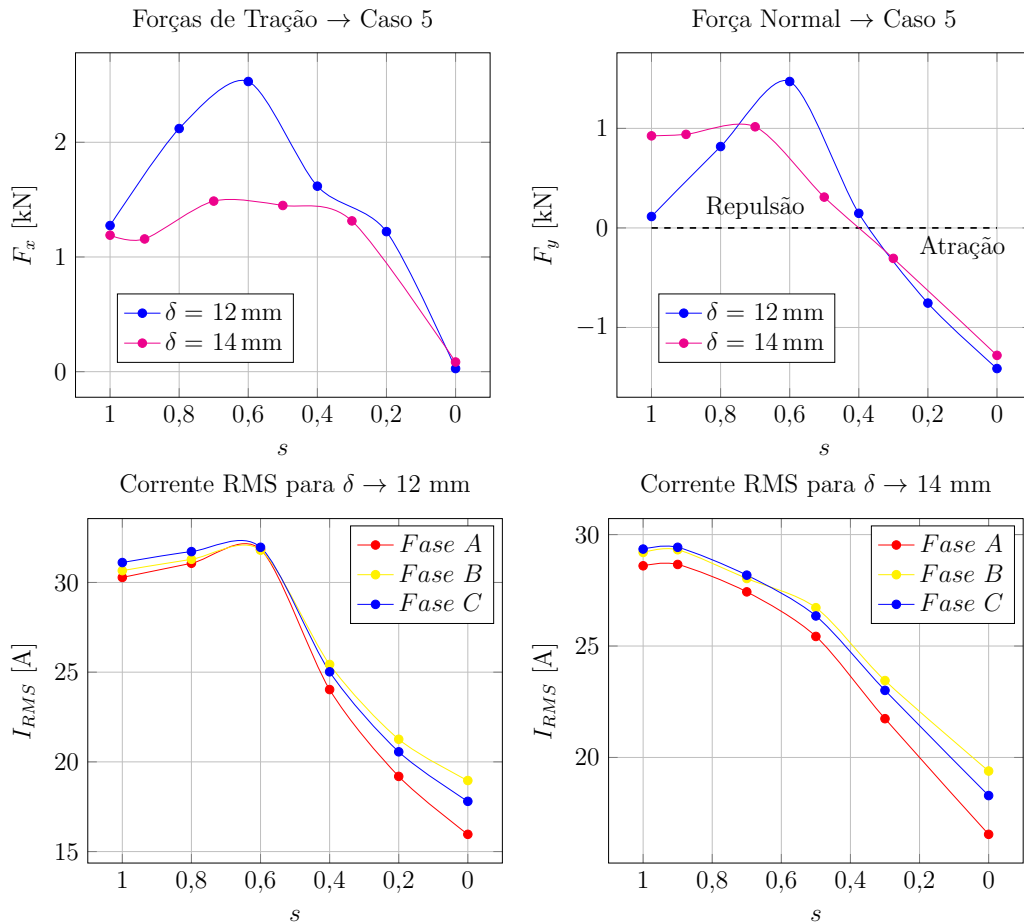 Forças de Tração → Caso 5
2
1
0
F_x [kN]
δ = 12 mm
δ = 14 mm
1 0,8 0,6 0,4 0,2 0
s
Força Normal → Caso 5
1
0
−1
F_y [kN]
Repulsão
Atração
δ = 12 mm
δ = 14 mm
1 0,8 0,6 0,4 0,2 0
s
Corrente RMS para δ → 12 mm
30
25
20
15
I_RMS [A]
Fase A
Fase B
Fase C
1 0,8 0,6 0,4 0,2 0
s
Corrente RMS para δ → 14 mm
30
25
20
I_RMS [A]
Fase A
Fase B
Fase C
1 0,8 0,6 0,4 0,2 0
s